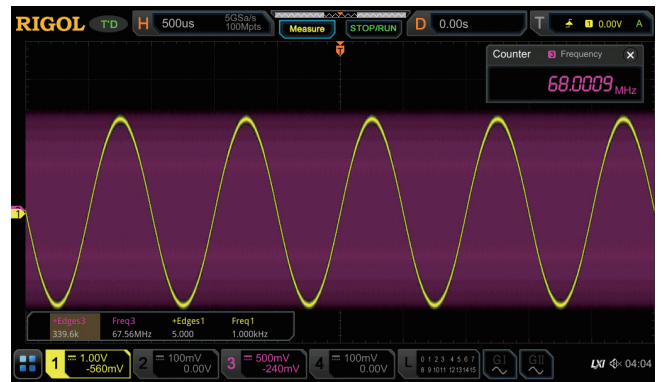 RIGOL T'D H 500us 5GSa/s 100Mpts Measure STOP/RUN D 0.00s T 1 0.00V A
T
Counter 3 Frequency X
68.0009 MHz
1
+Edges3 Freq3 +Edges1 Freq1
339.6k 67.56MHz 5.000 1.000kHz
1 1.00V -560mV 2 100mV 0.00V 3 500mV -240mV 4 100mV 0.00V L 0 1 2 3 4 5 6 7 8 9 10 11 12 13 14 15 GI GII LXI 04:04